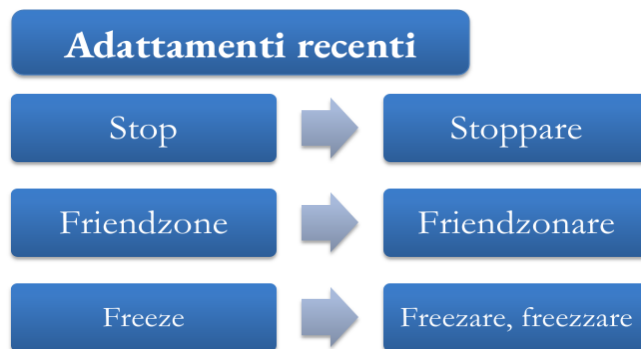 Adattamenti recenti
Stop
Stoppare
Friendzone
Friendzonare
Freeze
Freezare, freezzare